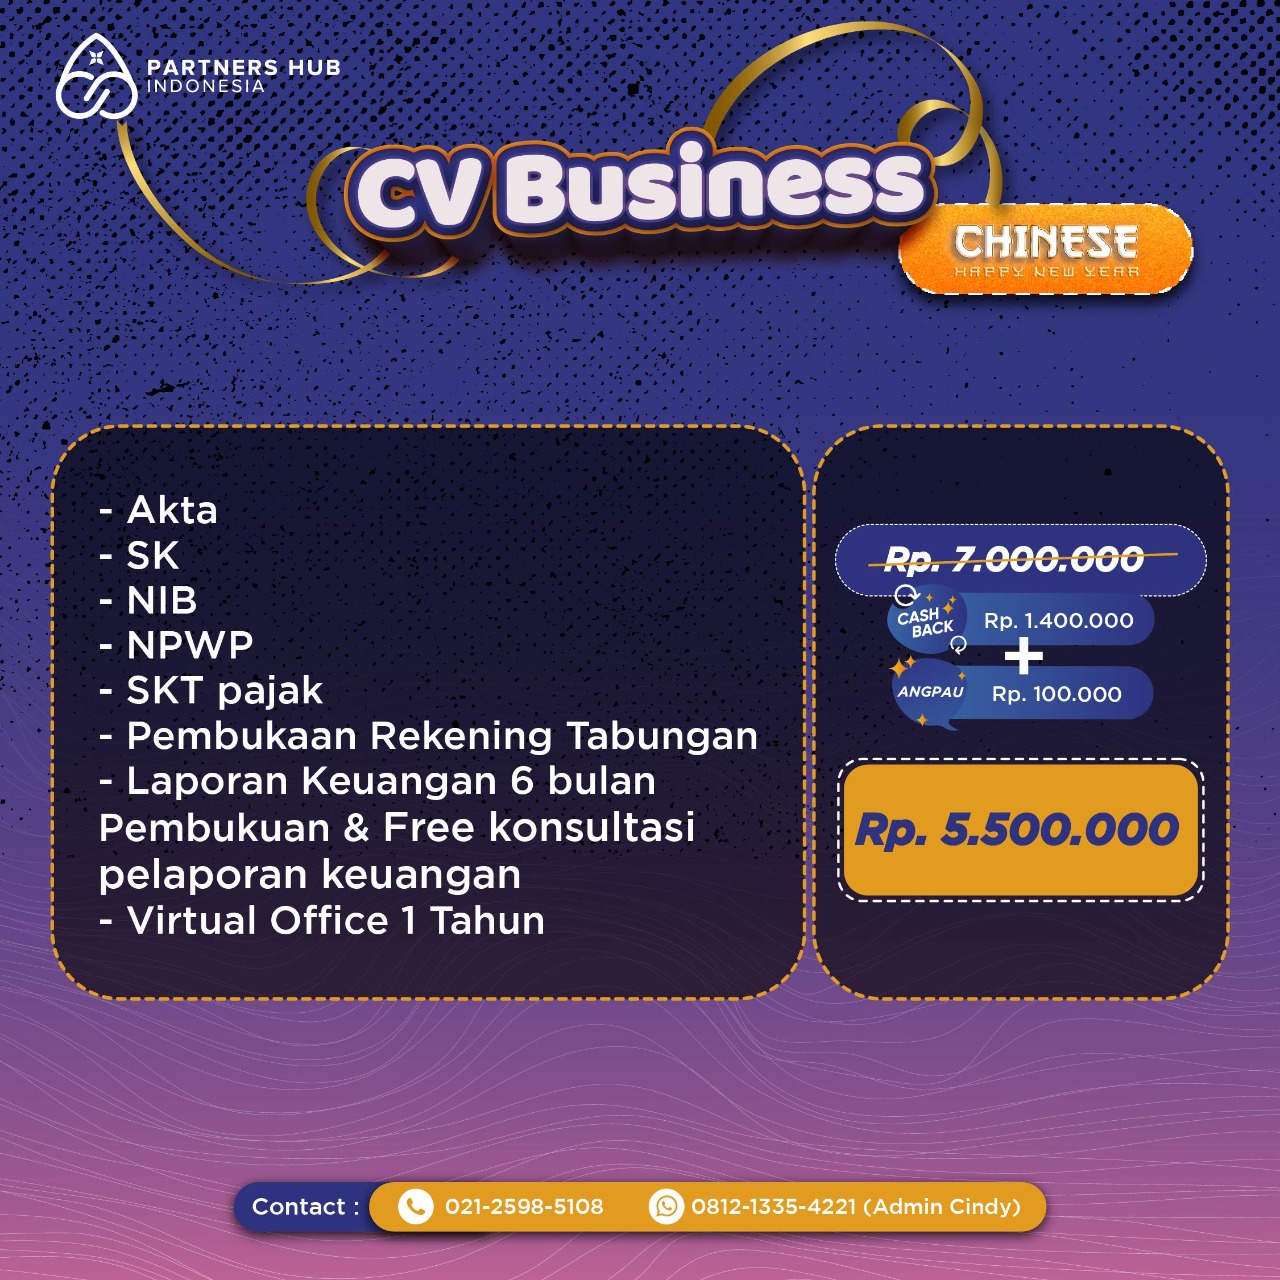 PARTNERS HUB
INDONESIA
CV Business
CHINESE
HAPPY NEW YEAR
- Akta
- SK
- NIB
- NPWP
- SKT pajak
- Pembukaan Rekening Tabungan
- Laporan Keuangan 6 bulan
Pembukuan & Free konsultasi
pelaporan keuangan
- Virtual Office 1 Tahun
Rp. 7.000.000
CASH
BACK
Rp. 1.400.000
+
ANGPAU
Rp. 100.000
Rp. 5.500.000
Contact : 021-2598-5108 0812-1335-4221 (Admin Cindy)